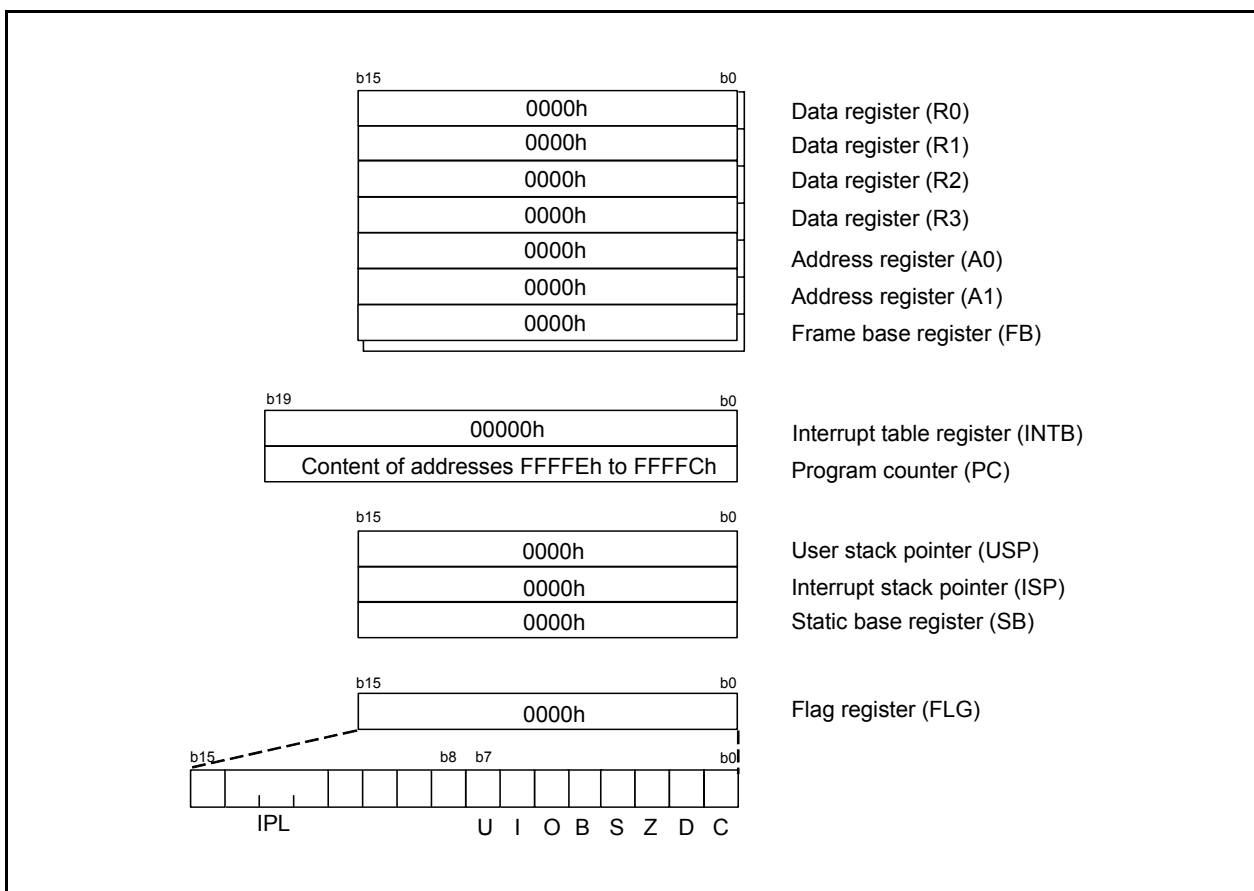 b15 b0
0000h Data register (R0)
0000h Data register (R1)
0000h Data register (R2)
0000h Data register (R3)
0000h Address register (A0)
0000h Address register (A1)
0000h Frame base register (FB)
b19 b0
00000h Interrupt table register (INTB)
Content of addresses FFFFEh to FFFFCh Program counter (PC)
b15 b0
0000h User stack pointer (USP)
0000h Interrupt stack pointer (ISP)
0000h Static base register (SB)
b15 b0
0000h Flag register (FLG)
b15 b8 b7 b0
IPL U I O B S Z D C